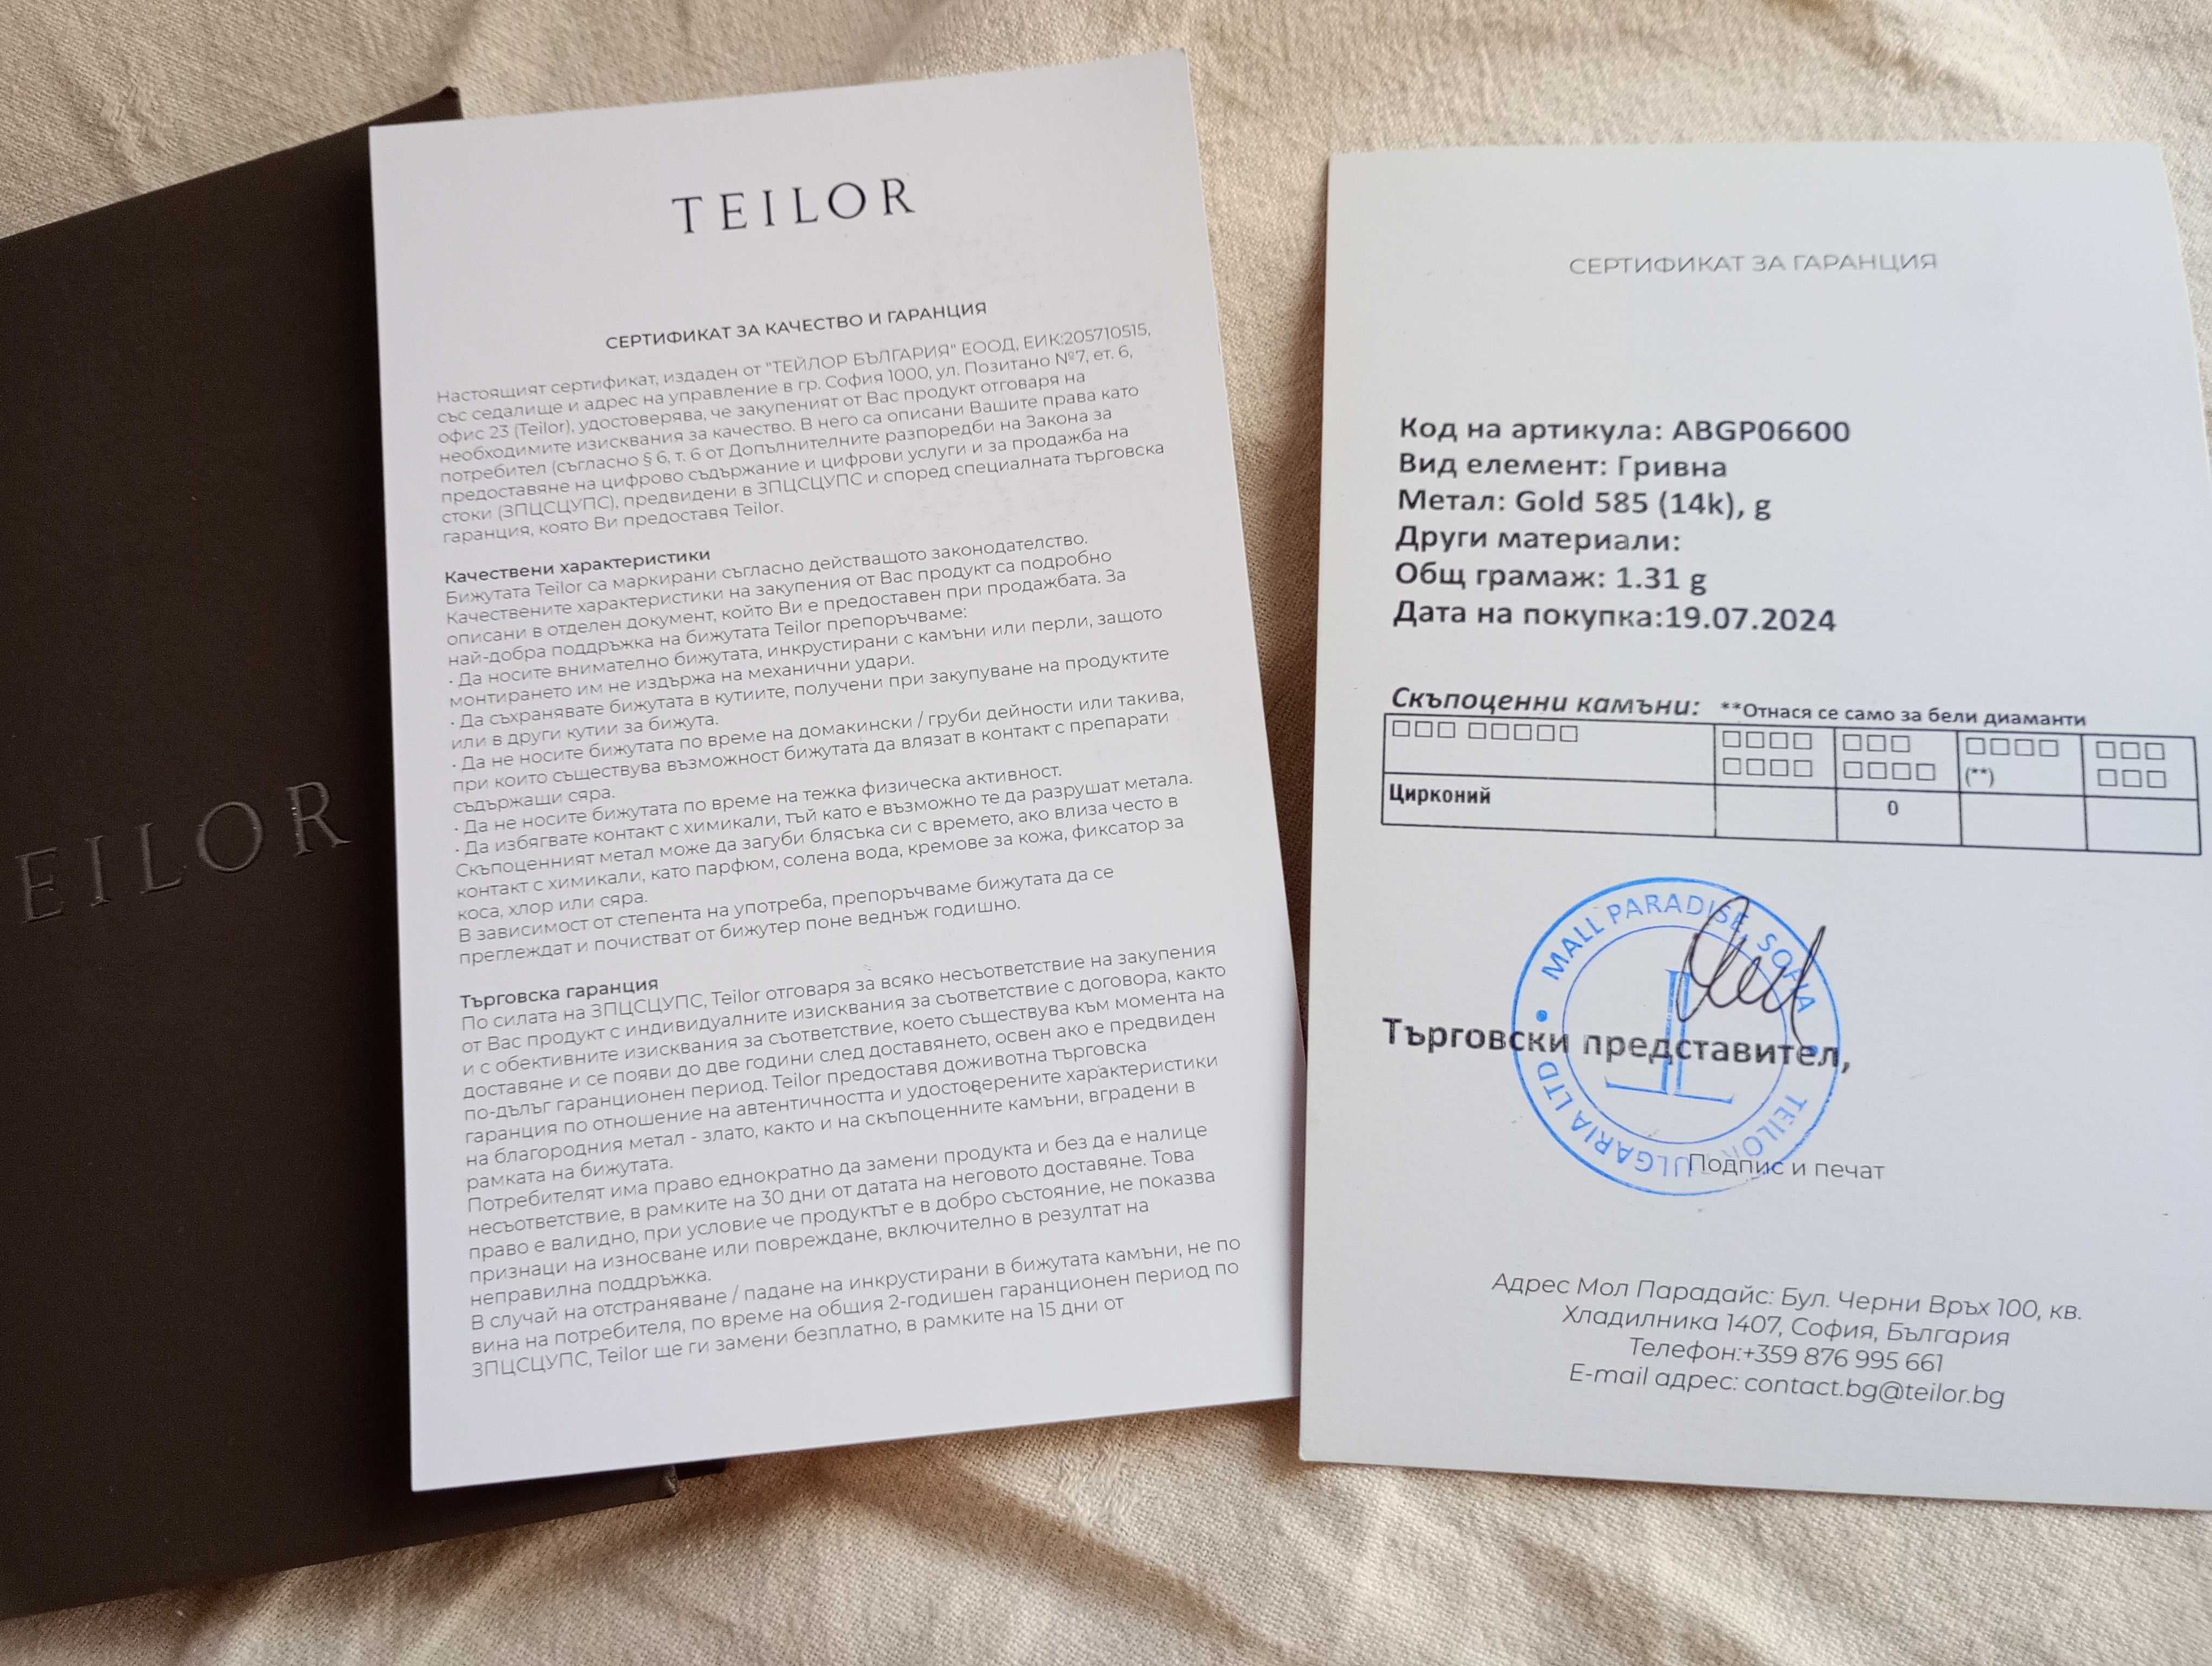 EILOR
TEILOR
СЕРТИФИКАТ ЗА КАЧЕСТВО И ГАРАНЦИЯ
Настоящият сертификат, издаден от "ТЕЙЛОР БЪЛГАРИЯ" ЕООД, ЕИК:205710515,
със седалище и адрес на управление в гр. София 1000, ул. Позитано №7, ет. 6,
офис 23 (Teilor), удостоверява, че закупеният от Вас продукт отговаря на
необходимите изисквания за качество. В него са описани Вашите права като
потребител (съгласно § 6, т. 6 от Допълнителните разпоредби на Закона за
предоставяне на цифрово съдържание и цифрови услуги и за продажба на
стоки (ЗПЦСЦУПС), предвидени в ЗПЦСЦУПС и според специалната търговска
гаранция, която Ви предоставя Teilor.
Качествени характеристики
Бижутата Teilor са маркирани съгласно действащото законодателство.
Качествените характеристики на закупения от Вас продукт са подробно
описани в отделен документ, който Ви е предоставен при продажбата. За
най-добра поддръжка на бижутата Teilor препоръчваме:
• Да носите внимателно бижутата, инкрустирани с камъни или перли, защото
монтирането им не издържа на механични удари.
• Да съхранявате бижутата в кутиите, получени при закупуване на продуктите
или в други кутии за бижута.
• Да не носите бижутата по време на домакински / груби дейности или такива,
при които съществува възможност бижутата да влязат в контакт с препарати
съдържащи сяра.
• Да не носите бижутата по време на тежка физическа активност.
• Да избягвате контакт с химикали, тъй като е възможно те да разрушат метала.
Скъпоценният метал може да загуби блясъка си с времето, ако влиза често в
контакт с химикали, като парфюм, солена вода, кремове за кожа, фиксатор за
коса, хлор или сяра.
В зависимост от степента на употреба, препоръчваме бижутата да се
преглеждат и почистват от бижутер поне веднъж годишно.
Търговска гаранция
По силата на ЗПЦСЦУПС, Teilor отговаря за всяко несъответствие на закупения
от Вас продукт с индивидуалните изисквания за съответствие с договора, както
и с обективните изисквания за съответствие, което съществува към момента на
доставяне и се появи до две години след доставянето, освен ако е предвиден
по-дълъг гаранционен период. Teilor предоставя доживотна търговска
гаранция по отношение на автентичността и удостоверените характеристики
на благородния метал - злато, както и на скъпоценните камъни, вградени в
рамката на бижутата.
Потребителят има право еднократно да замени продукта и без да е налице
несъответствие, в рамките на 30 дни от датата на неговото доставяне. Това
право е валидно, при условие че продуктът е в добро състояние, не показва
признаци на износване или повреждане, включително в резултат на
неправилна поддръжка.
В случай на отстраняване / падане на инкрустирани в бижутата камъни, не по
вина на потребителя, по време на общия 2-годишен гаранционен период по
ЗПЦСЦУПС, Teilor ще ги замени безплатно, в рамките на 15 дни от
СЕРТИФИКАТ ЗА ГАРАНЦИЯ
Код на артикула: ABGP06600
Вид елемент: Гривна
Метал: Gold 585 (14k), g
Други материали:
Общ грамаж: 1.31 g
Дата на покупка:19.07.2024
Скъпоценни камъни: **Отнася се само за бели диаманти
□□□ □□□□□ □□□□ □□□□ □□□ □□□□ □□□□ (**) □□□ □□□
Цирконий 0
MALL PARADISE, SOFIA • TEILOR BULGARIA LTD •
Търговски представител,
Подпис и печат
Адрес Мол Парадайс: Бул. Черни Връх 100, кв.
Хладилника 1407, София, България
Телефон:+359 876 995 661
E-mail адрес: contact.bg@teilor.bg